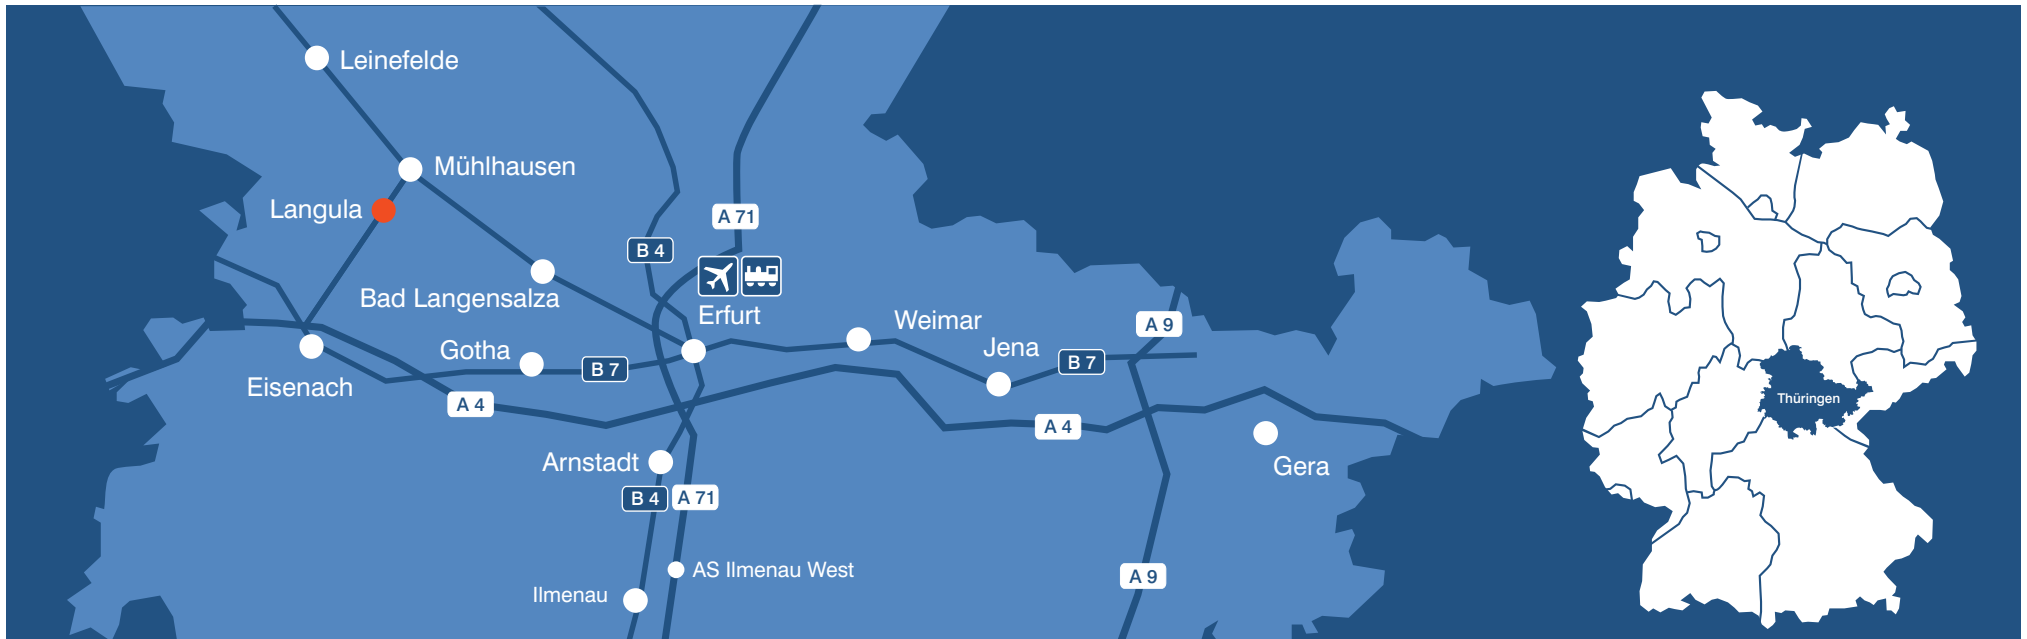 Leinefelde
Mühlhausen
Langula
A 71
B 4
Bad Langensalza
Erfurt
Weimar
A 9
Jena
Gotha
B 7
B 7
Eisenach
A 4
Thüringen
A 4
Gera
Arnstadt
B 4
A 71
AS Ilmenau West
A 9
Ilmenau